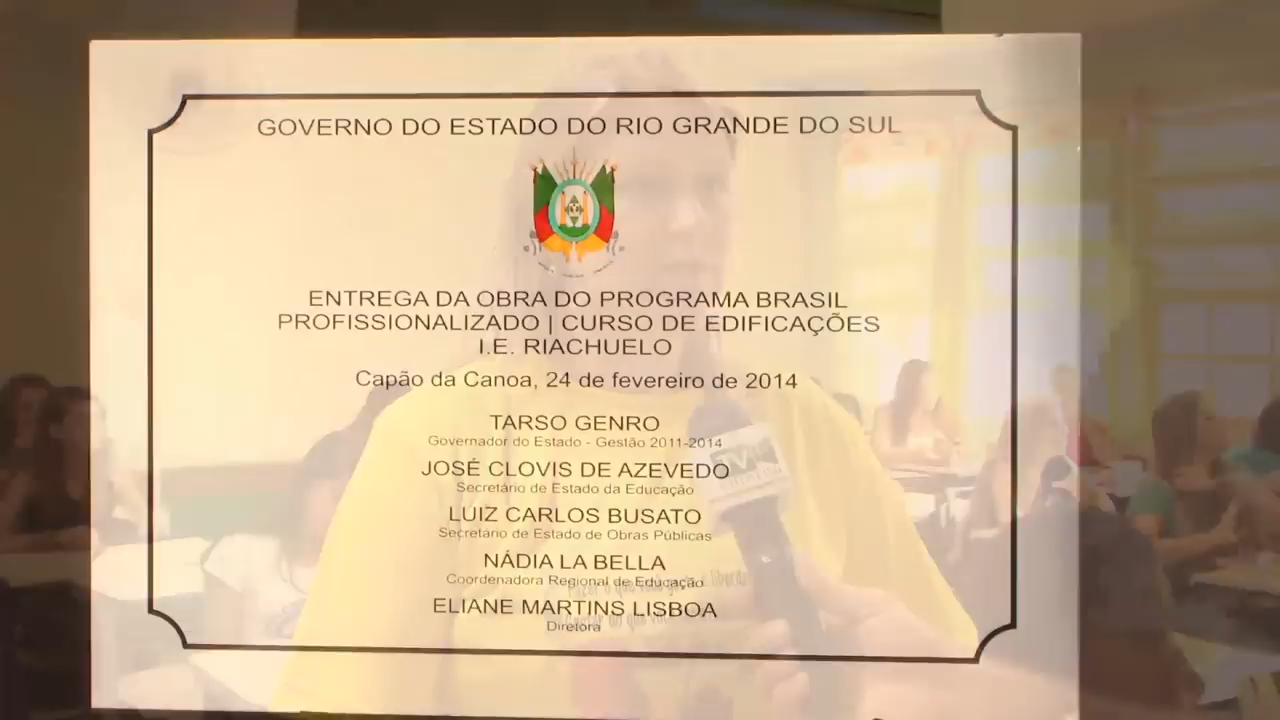 GOVERNO DO ESTADO DO RIO GRANDE DO SUL
ENTREGA DA OBRA DO PROGRAMA BRASIL
PROFISSIONALIZADO | CURSO DE EDIFICAÇÕES
I.E. RIACHUELO
Capão da Canoa, 24 de fevereiro de 2014
TARSO GENRO
Governador do Estado - Gestão 2011-2014
JOSÉ CLOVIS DE AZEVEDO
Secretário de Estado da Educação
TV
LUIZ CARLOS BUSATO
Secretário de Estado de Obras Públicas
NÁDIA LA BELLA
Coordenadora Regional de Educação
ELIANE MARTINS LISBOA
Diretora